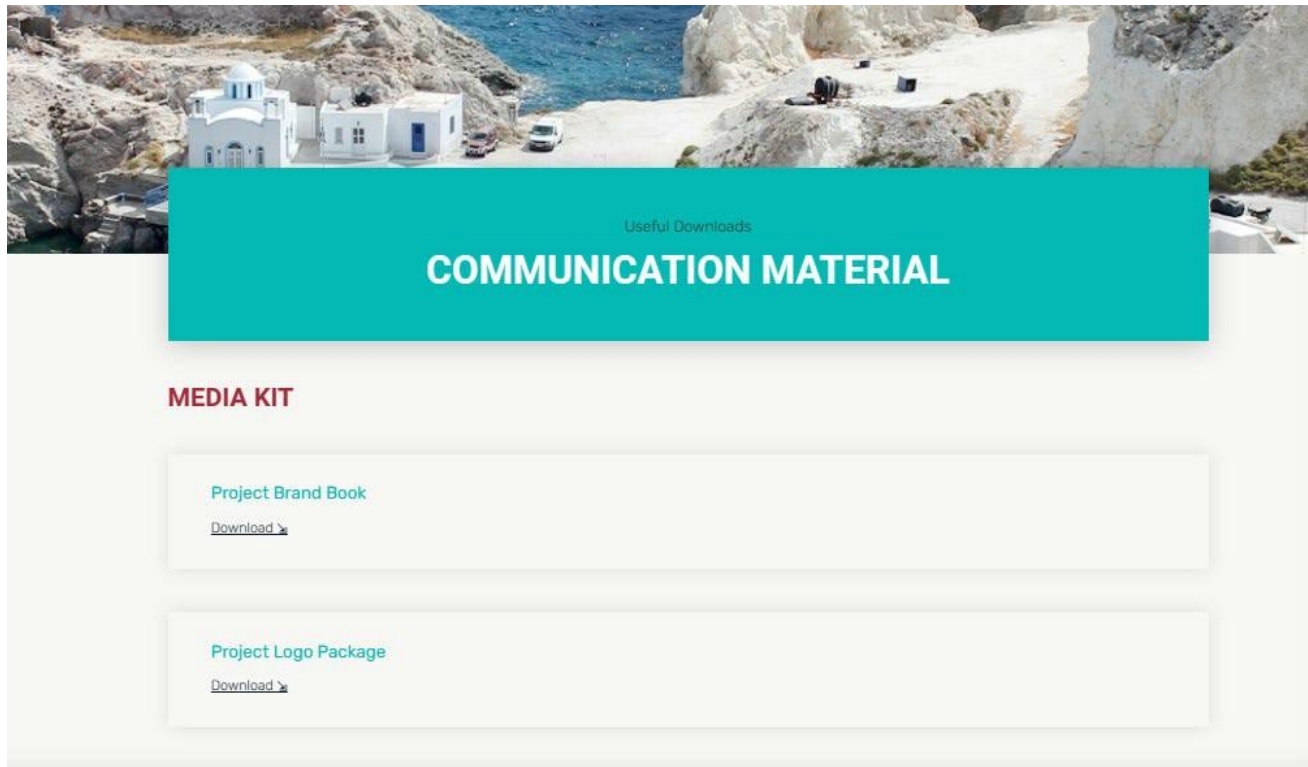 Useful Downloads
COMMUNICATION MATERIAL
MEDIA KIT
Project Brand Book
Download ⇲
Project Logo Package
Download ⇲